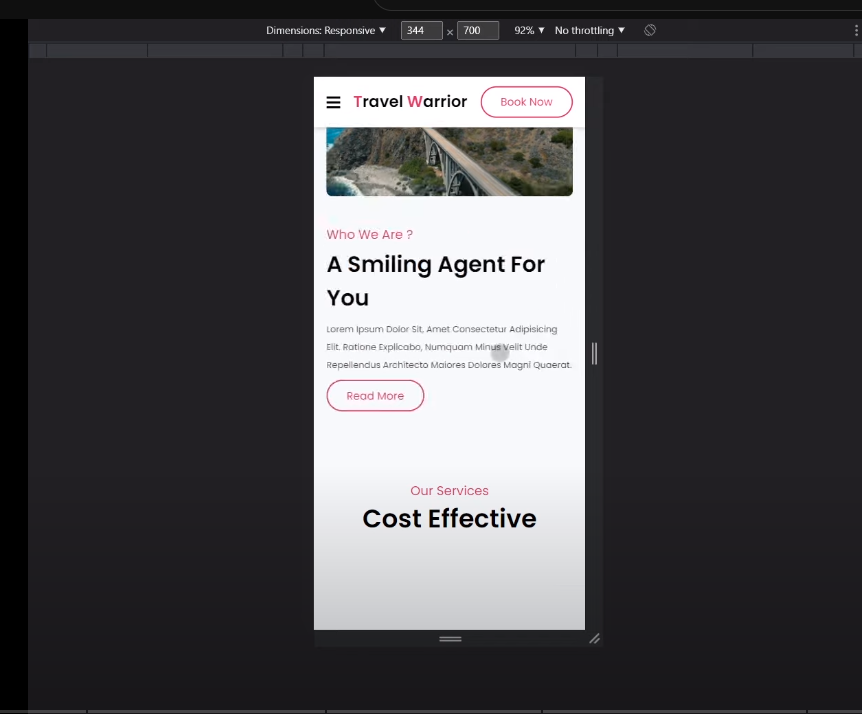 Dimensions: Responsive ▼ 344 × 700 92% ▼ No throttling ▼
Travel Warrior Book Now
Who We Are ?
A Smiling Agent For
You
Lorem Ipsum Dolor Sit, Amet Consectetur Adipisicing
Elit. Ratione Explicabo, Numquam Minus Velit Unde
Repellendus Architecto Maiores Dolores Magni Quaerat.
Read More
Our Services
Cost Effective